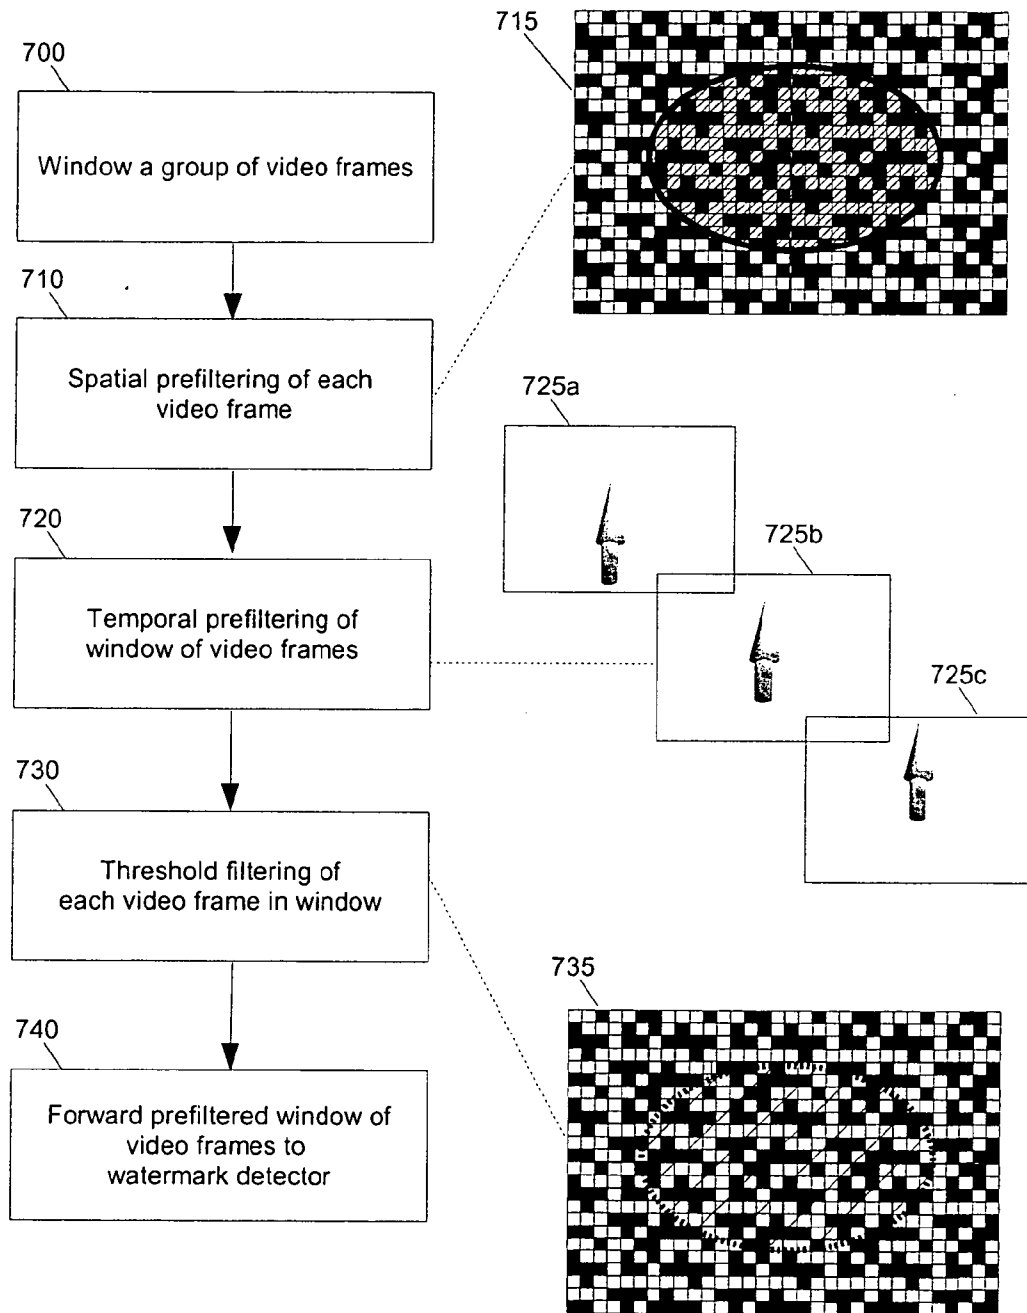 700
715
Window a group of video frames
710
Spatial prefiltering of each
video frame
725a
720
725b
Temporal prefiltering of
window of video frames
725c
730
Threshold filtering of
each video frame in window
735
740
Forward prefiltered window of
video frames to
watermark detector